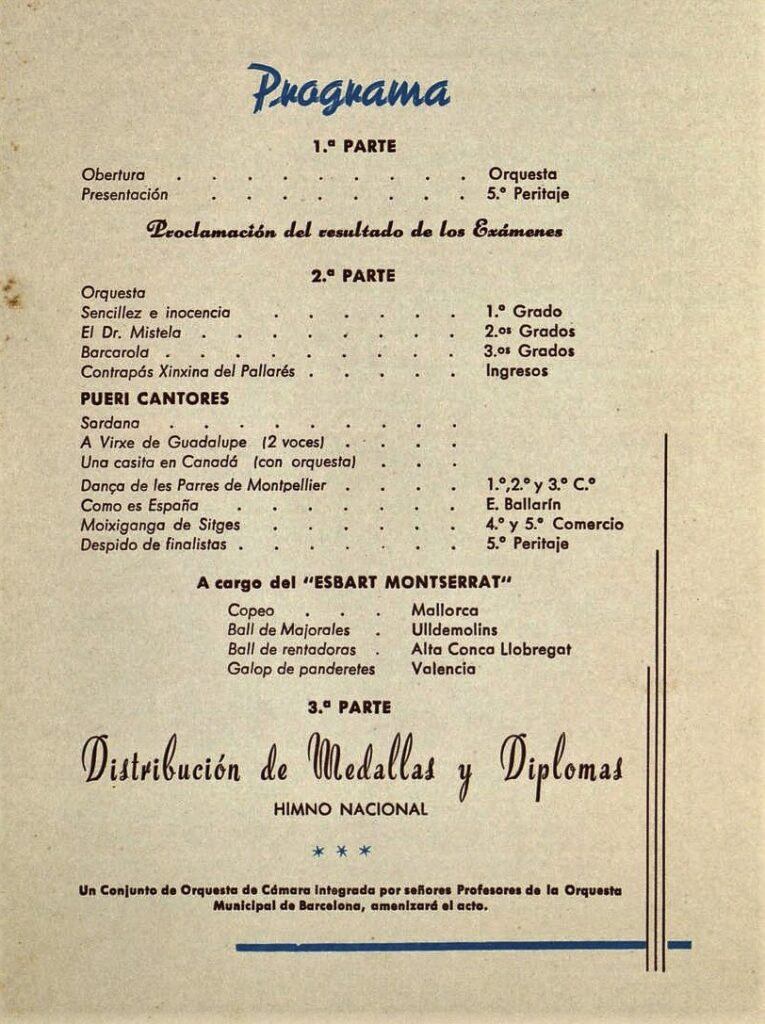 Programa
1.ª PARTE
Obertura . . . . . . . . . Orquesta
Presentación . . . . . . . . 5.º Peritaje
Proclamación del resultado de los Exámenes
2.ª PARTE
Orquesta
Sencillez e inocencia . . . . . . 1.º Grado
El Dr. Mistela . . . . . . . . 2.os Grados
Barcarola . . . . . . . . . 3.os Grados
Contrapás Xinxina del Pallarés . . . . . Ingresos
PUERI CANTORES
Sardana . . . . . . . . .
A Virxe de Guadalupe (2 voces) . . . .
Una casita en Canadá (con orquesta) . . .
Dança de les Parres de Montpellier . . . . 1.º,2.º y 3.º C.º
Como es España . . . . . . . E. Ballarín
Moixiganga de Sitges . . . . . . 4.º y 5.º Comercio
Despido de finalistas . . . . . . . 5.º Peritaje
A cargo del "ESBART MONTSERRAT"
Copeo . . . Mallorca
Ball de Majorales . Ulldemolins
Ball de rentadoras . Alta Conca Llobregat
Galop de panderetes Valencia
3.ª PARTE
Distribución de Medallas y Diplomas
HIMNO NACIONAL
* * *
Un Conjunto de Orquesta de Cámara integrada por señores Profesores de la Orquesta
Municipal de Barcelona, amenizará el acto.